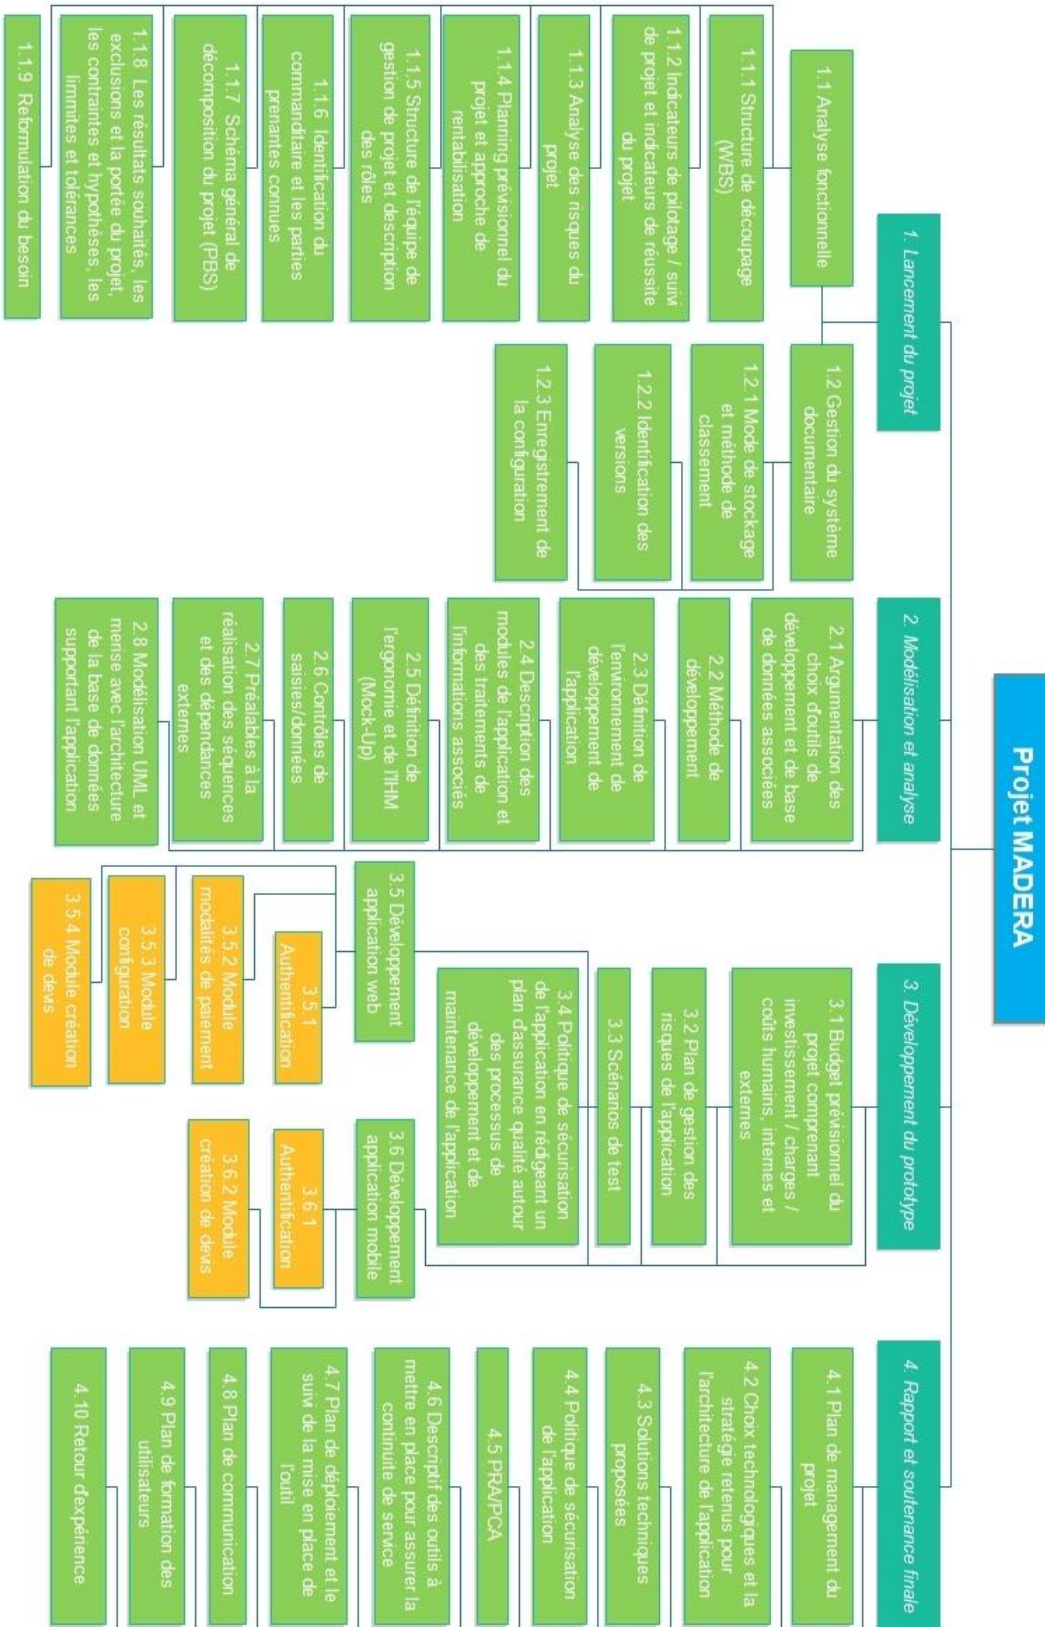 Projet MADERA
1. Lancement du projet
1.1 Analyse fonctionnelle
1.1.1 Structure de découpage
(WBS)
1.1.2 Indicateurs de pilotage / suivi
de projet et indicateurs de réussite
du projet
1.1.3 Analyse des risques du
projet
1.1.4 Planning prévisionnel du
projet et approche de
rentabilisation
1.1.5 Structure de l'équipe de
gestion de projet et description
des rôles
1.1.6 Identification du
commanditaire et les parties
prenantes connues
1.1.7 Schéma général de
décomposition du projet (PBS)
1.1.8 Les résultats souhaités, les
exclusions et la portée du projet,
les contraintes et hypothèses, les
limmites et tolérances
1.1.9 Reformulation du besoin
1.2 Gestion du système
documentaire
1.2.1 Mode de stockage
et méthode de
classement
1.2.2 Identification des
versions
1.2.3 Enregistrement de
la configuration
2. Modélisation et analyse
2.1 Argumentation des
choix d'outils de
développement et de base
de données associées
2.2 Méthode de
développement
2.3 Définition de
l'environnement de
développement de
l'application
2.4 Description des
modules de l'application et
des traitements de
l'informations associés
2.5 Définition de
l'ergonomie et de l'IHM
(Mock-Up)
2.6 Contrôles de
saisies/données
2.7 Préalables à la
réalisation des séquences
et des dépendances
externes
2.8 Modélisation UML et
mense avec l'architecture
de la base de données
supportant l'application
3. Développement du prototype
3.1 Budget prévisionnel du
projet comprenant
investissement / charges /
coûts humains, internes et
externes
3.2 Plan de gestion des
risques de l'application
3.3 Scénarios de test
3.4 Politique de sécurisation
de l'application en rédigeant un
plan d'assurance qualité autour
des processus de
développement et de
maintenance de l'application
3.5 Développement
application web
3.5.1
Authentification
3.5.2 Module
modalités de paiement
3.5.3 Module
configuration
3.5.4 Module création
de devis
3.6 Développement
application mobile
3.6.1
Authentification
3.6.2 Module
création de devis
4. Rapport et soutenance finale
4.1 Plan de management du
projet
4.2 Choix technologiques et la
stratégie retenus pour
l'architecture de l'application
4.3 Solutions techniques
proposées
4.4 Politique de sécurisation
de l'application
4.5 PRA/PCA
4.6 Descriptif des outils à
mettre en place pour assurer la
continuite de service
4.7 Plan de déploiement et le
suivi de la mise en place de
l'outil
4.8 Plan de communication
4.9 Plan de formation des
utilisateurs
4.10 Retour d'expérience